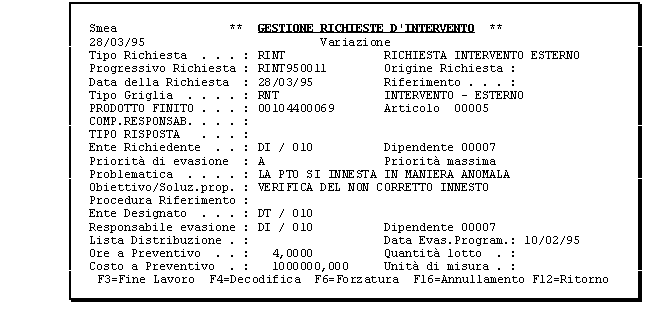 Smea ** GESTIONE RICHIESTE D'INTERVENTO **
28/03/95 Variazione
Tipo Richiesta . . . : RINT RICHIESTA INTERVENTO ESTERNO
Progressivo Richiesta : RINT950011 Origine Richiesta :
Data della Richiesta : 28/03/95 Riferimento . . . :
Tipo Griglia . . . . : RNT INTERVENTO - ESTERNO
PRODOTTO FINITO . . . : 00104400069 Articolo 00005
COMP.RESPONSAB. . . . :
TIPO RISPOSTA . . . :
Ente Richiedente . . : DI / 010 Dipendente 00007
Priorità di evasione : A Priorità massima
Problematica . . . . : LA PTO SI INNESTA IN MANIERA ANOMALA
Obiettivo/Soluz.prop. : VERIFICA DEL NON CORRETTO INNESTO
Procedura Riferimento :
Ente Designato . . . : DT / 010
Responsabile evasione : DI / 010 Dipendente 00007
Lista Distribuzione . : Data Evas.Program.: 10/02/95
Ore a Preventivo . . : 4,0000 Quantità lotto . :
Costo a Preventivo . : 1000000,000 Unità di misura . :
F3=Fine Lavoro F4=Decodifica F6=Forzatura F16=Annullamento F12=Ritorno